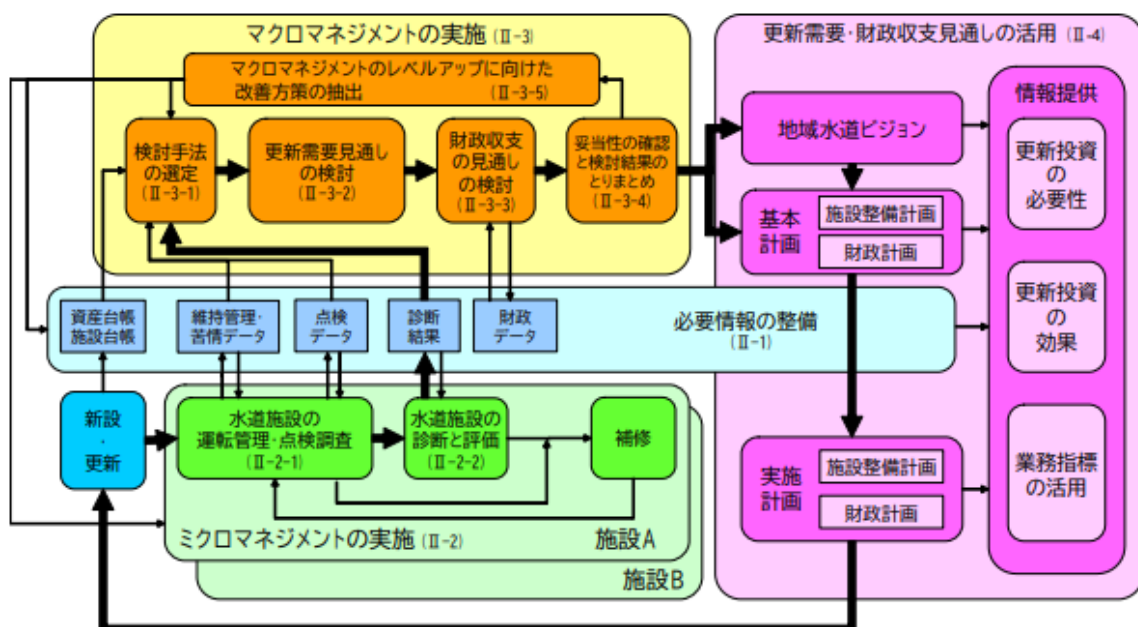 マクロマネジメントの実施 (Ⅱ-3)
マクロマネジメントのレベルアップに向けた
改善方策の抽出 (Ⅱ-3-5)
検討手法
の選定
(Ⅱ-3-1)
更新需要見通し
の検討
(Ⅱ-3-2)
財政収支
の見通し
の検討
(Ⅱ-3-3)
妥当性の確認
と検討結果の
とりまとめ
(Ⅱ-3-4)
資産台帳
施設台帳
維持管理・
苦情データ
点検
データ
診断
結果
財政
データ
必要情報の整備
(Ⅱ-1)
新設
・
更新
水道施設の
運転管理・点検調査
(Ⅱ-2-1)
水道施設の
診断と評価
(Ⅱ-2-2)
補修
ミクロマネジメントの実施 (Ⅱ-2)
施設A
施設B
更新需要・財政収支見通しの活用 (Ⅱ-4)
地域水道ビジョン
基本
計画
施設整備計画
財政計画
実施
計画
施設整備計画
財政計画
情報提供
更新投資
の
必要性
更新投資
の
効果
業務指標
の活用